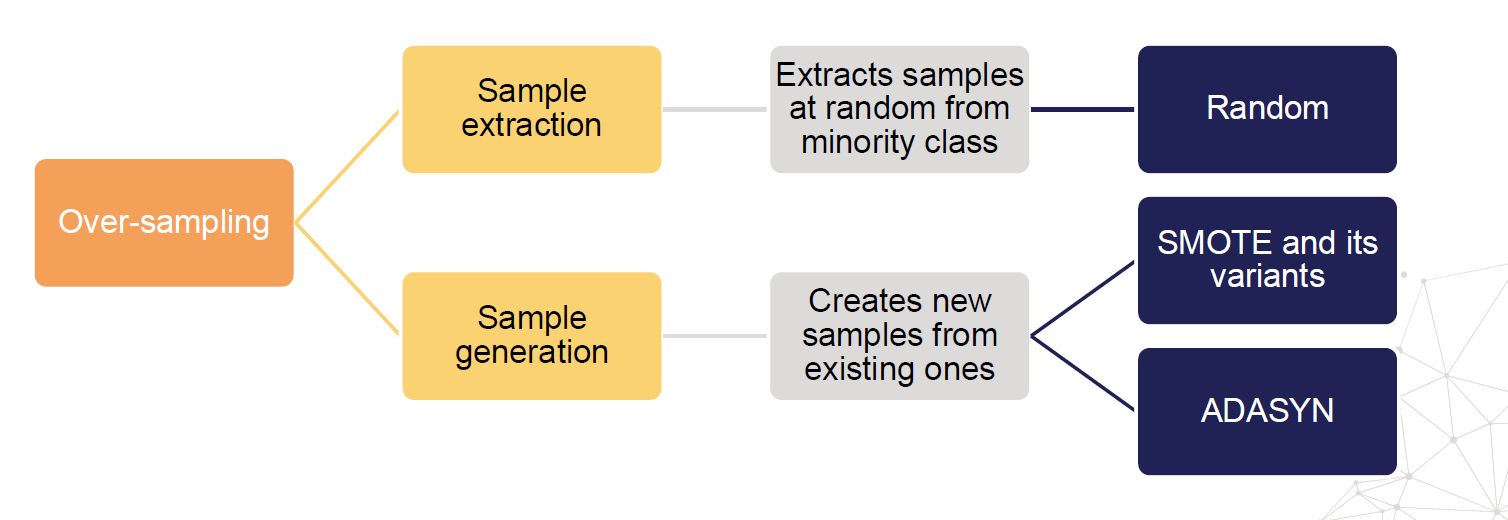 Over-sampling
Sample
extraction
Extracts samples
at random from
minority class
Random
Sample
generation
Creates new
samples from
existing ones
SMOTE and its
variants
ADASYN